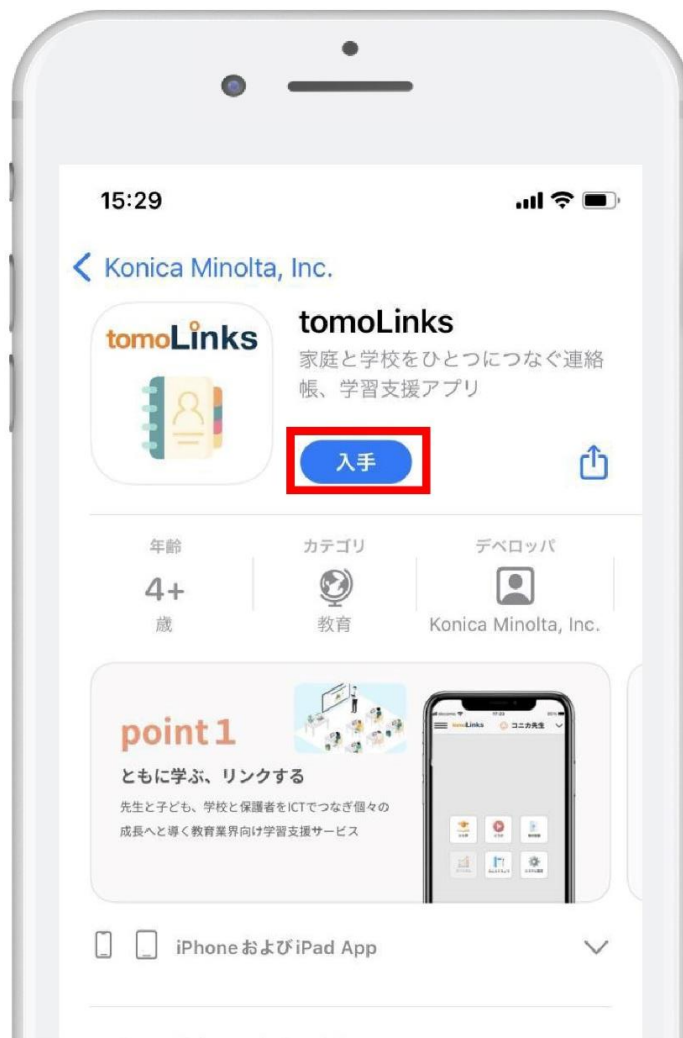 15:29
Konica Minolta, Inc.
tomoLinks
tomoLinks
家庭と学校をひとつにつなぐ連絡
帳、学習支援アプリ
入手
年齢
カテゴリ
デベロッパ
4+
歳
教育
Konica Minolta, Inc.
point 1
ともに学ぶ、リンクする
先生と子ども、学校と保護者をICTでつなぎ個々の
成長へと導く教育業界向け学習支援サービス
tomoLinks
コニカ先生
iPhoneおよびiPad App